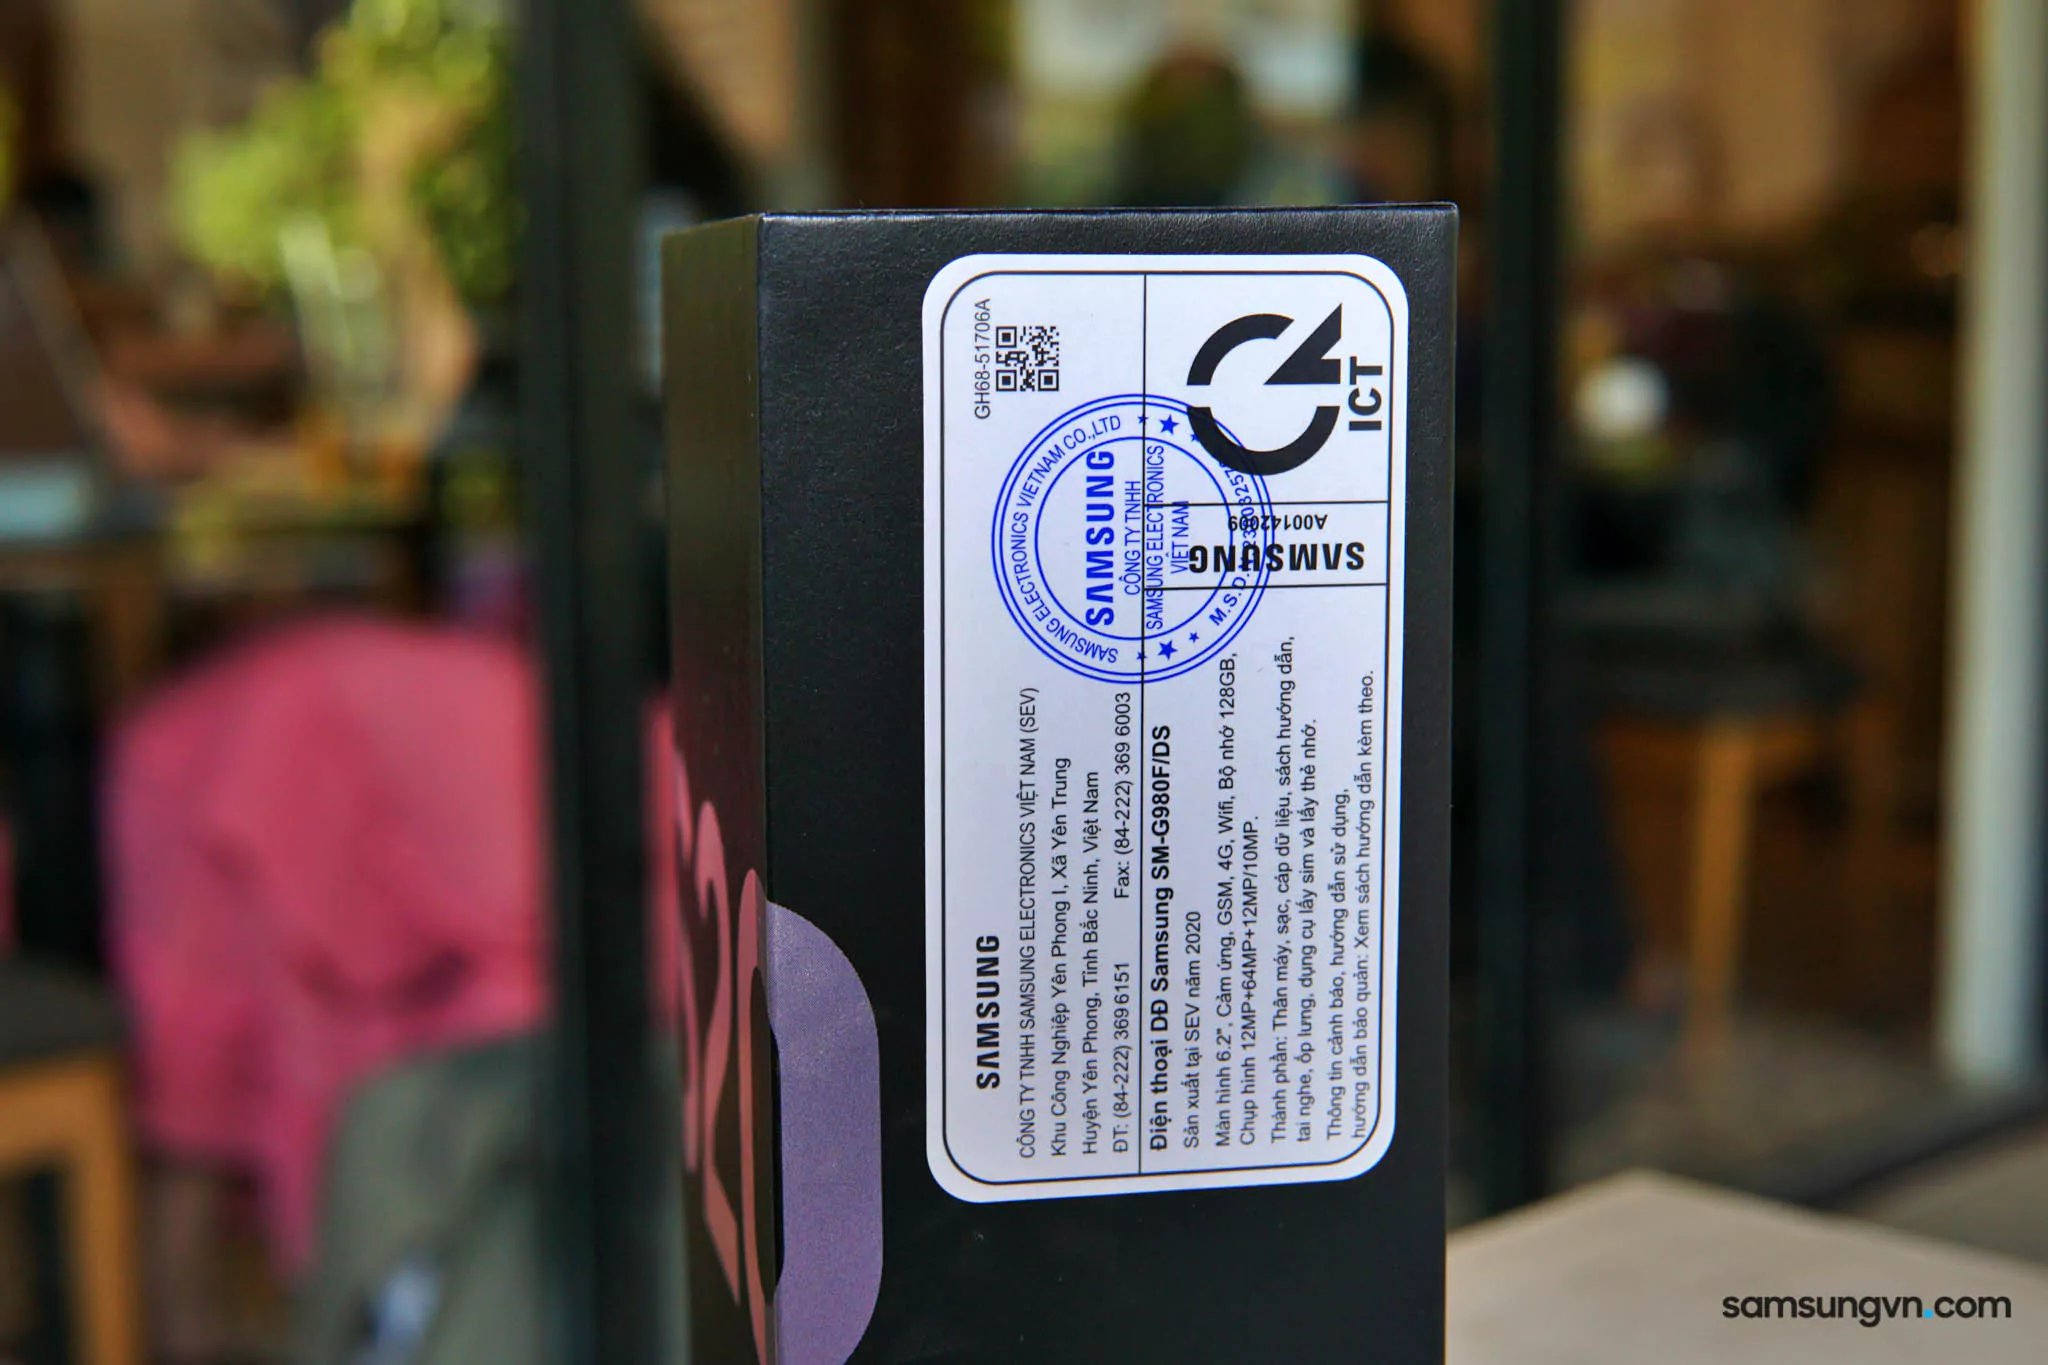 GH68-51706A
SAMSUNG
CÔNG TY TNHH SAMSUNG ELECTRONICS VIỆT NAM (SEV)
Khu Công Nghiệp Yên Phong I, Xã Yên Trung
Huyện Yên Phong, Tỉnh Bắc Ninh, Việt Nam
ĐT: (84-222) 369 6151 Fax: (84-222) 369 6003
SAMSUNG ELECTRONICS VIETNAM CO.,LTD
SAMSUNG
CÔNG TY TNHH
SAMSUNG ELECTRONICS
VIỆT NAM
M.S.D.
ICT
SAMSUNG
A00142009
Điện thoại DĐ Samsung SM-G980F/DS
Sản xuất tại SEV năm 2020
Màn hình 6.2", Cảm ứng, GSM, 4G, Wifi, Bộ nhớ 128GB,
Chụp hình 12MP+64MP+12MP/10MP.
Thành phần: Thân máy, sạc, cáp dữ liệu, sách hướng dẫn,
tai nghe, ốp lưng, dụng cụ lấy sim và lấy thẻ nhớ.
Thông tin cảnh báo, hướng dẫn sử dụng,
hướng dẫn bảo quản: Xem sách hướng dẫn kèm theo.
S20
samsungvn.com